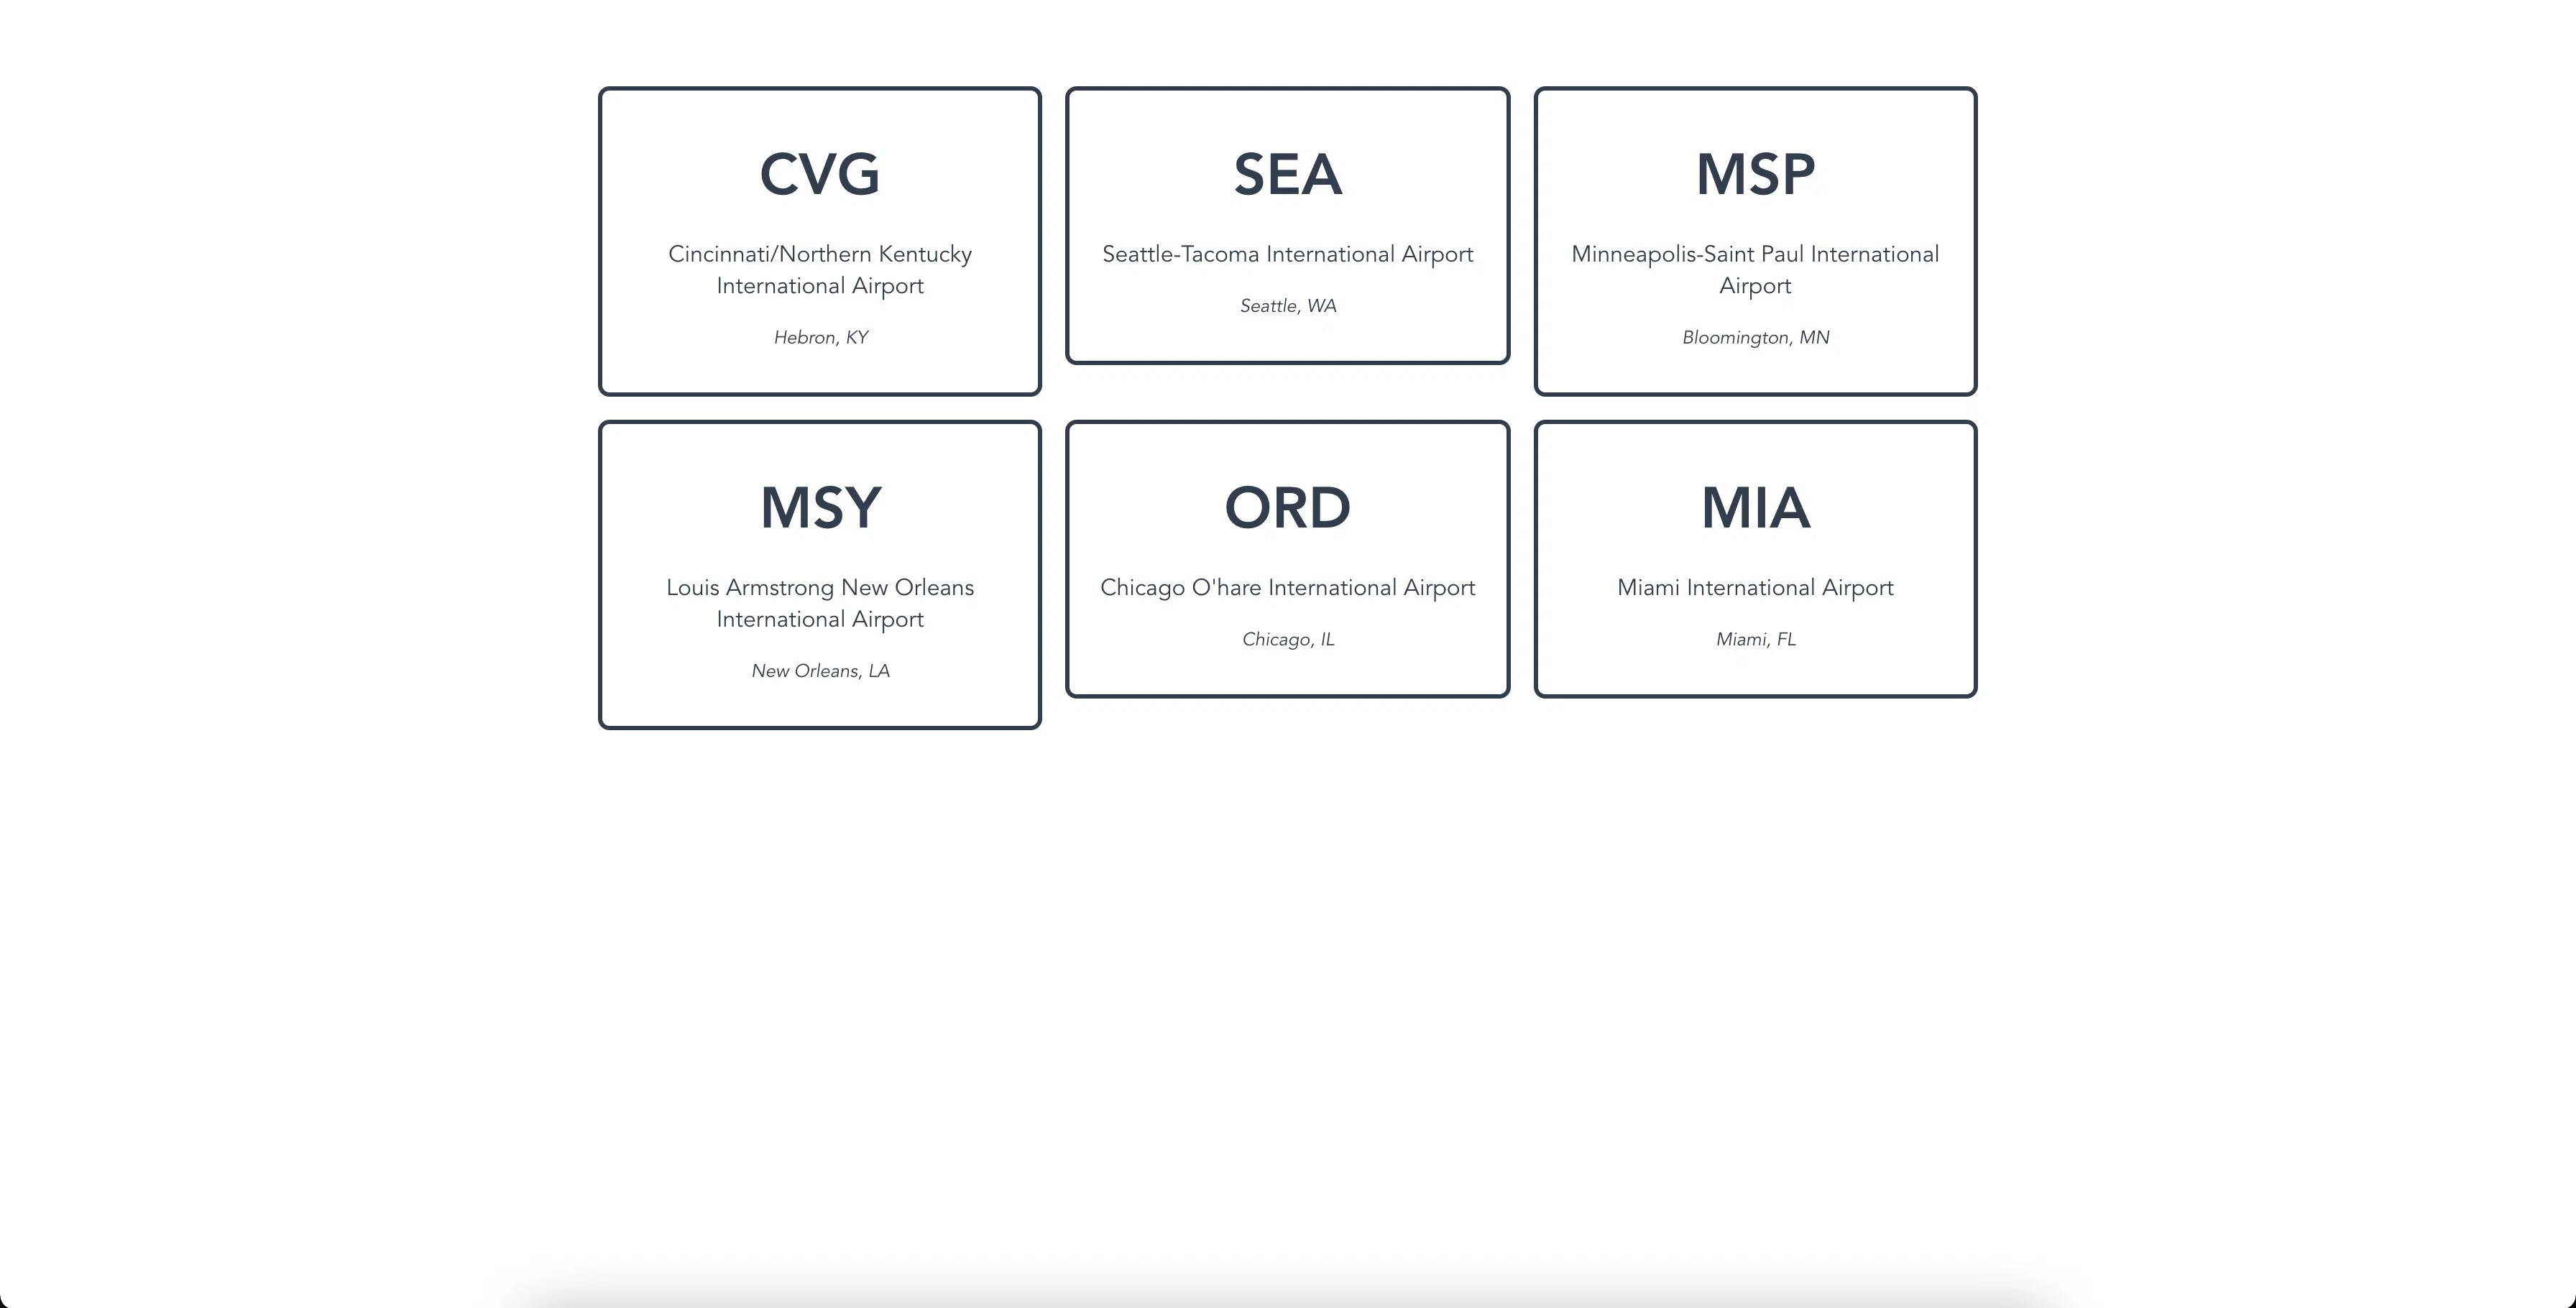 CVG
Cincinnati/Northern Kentucky
International Airport
Hebron, KY
SEA
Seattle-Tacoma International Airport
Seattle, WA
MSP
Minneapolis-Saint Paul International
Airport
Bloomington, MN
MSY
Louis Armstrong New Orleans
International Airport
New Orleans, LA
ORD
Chicago O'hare International Airport
Chicago, IL
MIA
Miami International Airport
Miami, FL